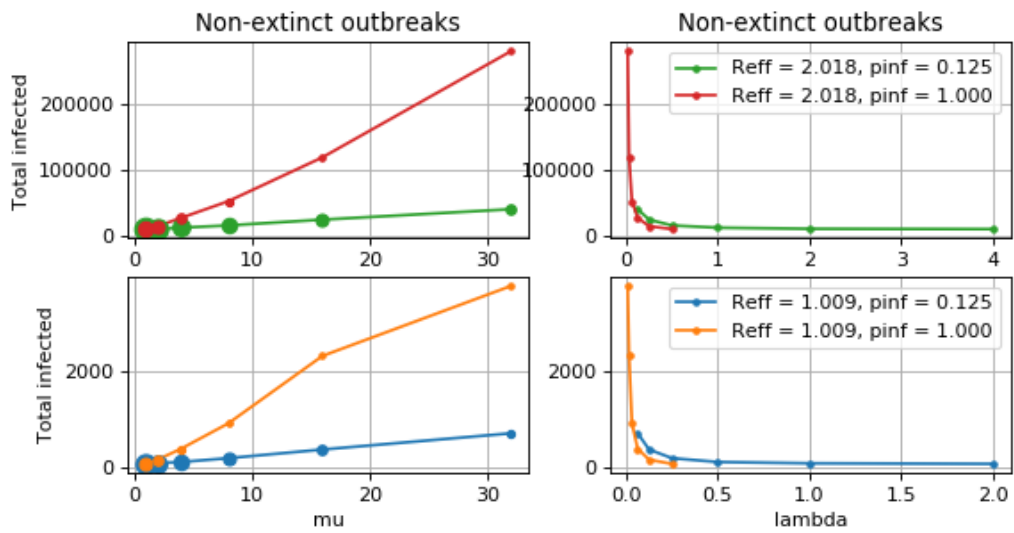 Non-extinct outbreaks
Total infected
200000
100000
0
0 10 20 30
Non-extinct outbreaks
Reff = 2.018, pinf = 0.125
Reff = 2.018, pinf = 1.000
200000
100000
0
0 1 2 3 4
Total infected
2000
0
0 10 20 30
mu
Reff = 1.009, pinf = 0.125
Reff = 1.009, pinf = 1.000
2000
0
0.0 0.5 1.0 1.5 2.0
lambda